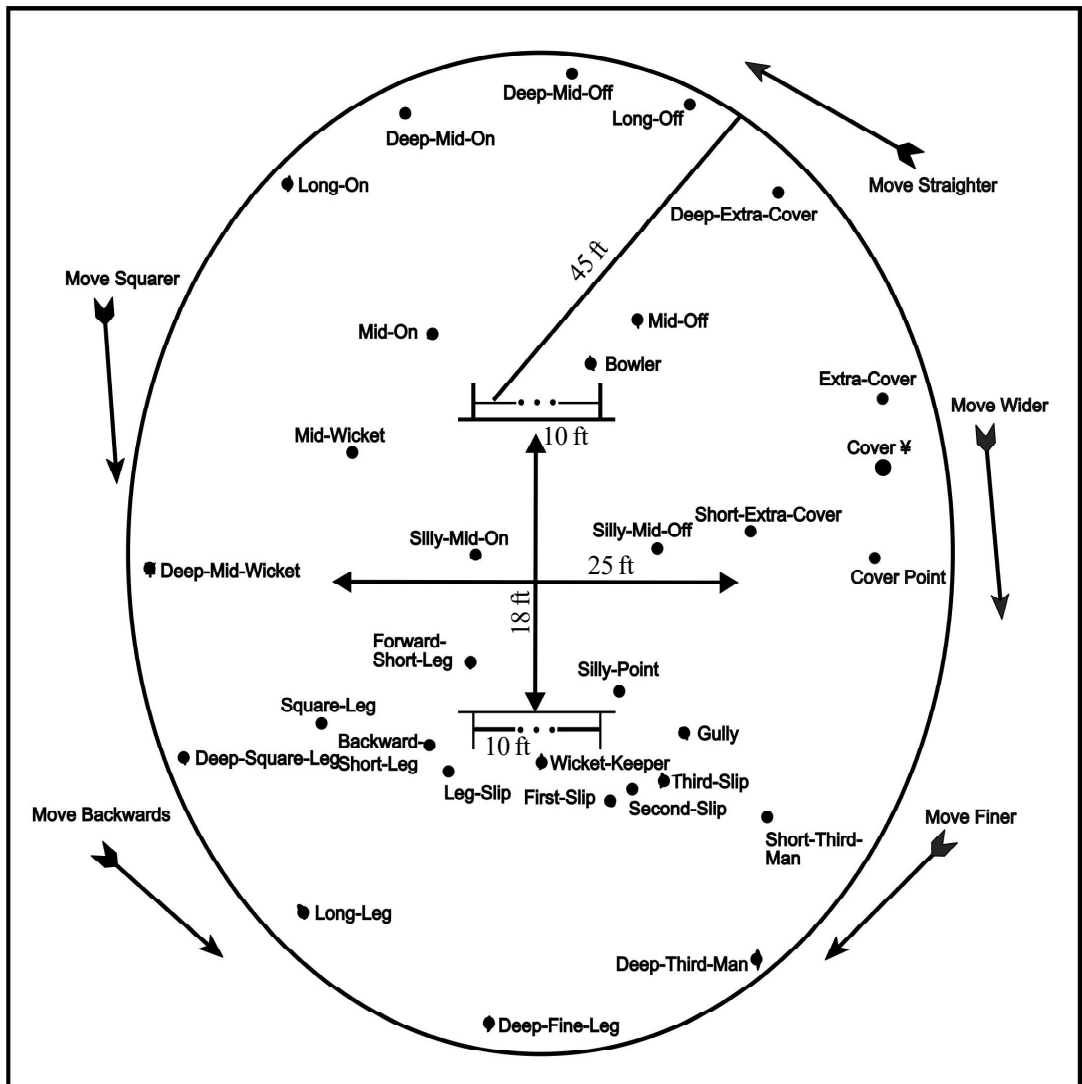 Deep-Mid-Off
Long-Off
Deep-Mid-On
Move Straighter
Long-On
Deep-Extra-Cover
45 ft
Move Squarer
Mid-Off
Mid-On
Bowler
Extra-Cover
Move Wider
10 ft
Mid-Wicket
Cover ¥
Short-Extra-Cover
Silly-Mid-On
Silly-Mid-Off
25 ft
Deep-Mid-Wicket
Cover Point
18 ft
Forward-
Short-Leg
Silly-Point
Square-Leg
Gully
Backward-
Short-Leg
10 ft
Deep-Square-Leg
Wicket-Keeper
Third-Slip
Leg-Slip
First-Slip
Second-Slip
Move Backwards
Move Finer
Short-Third-
Man
Long-Leg
Deep-Third-Man
Deep-Fine-Leg